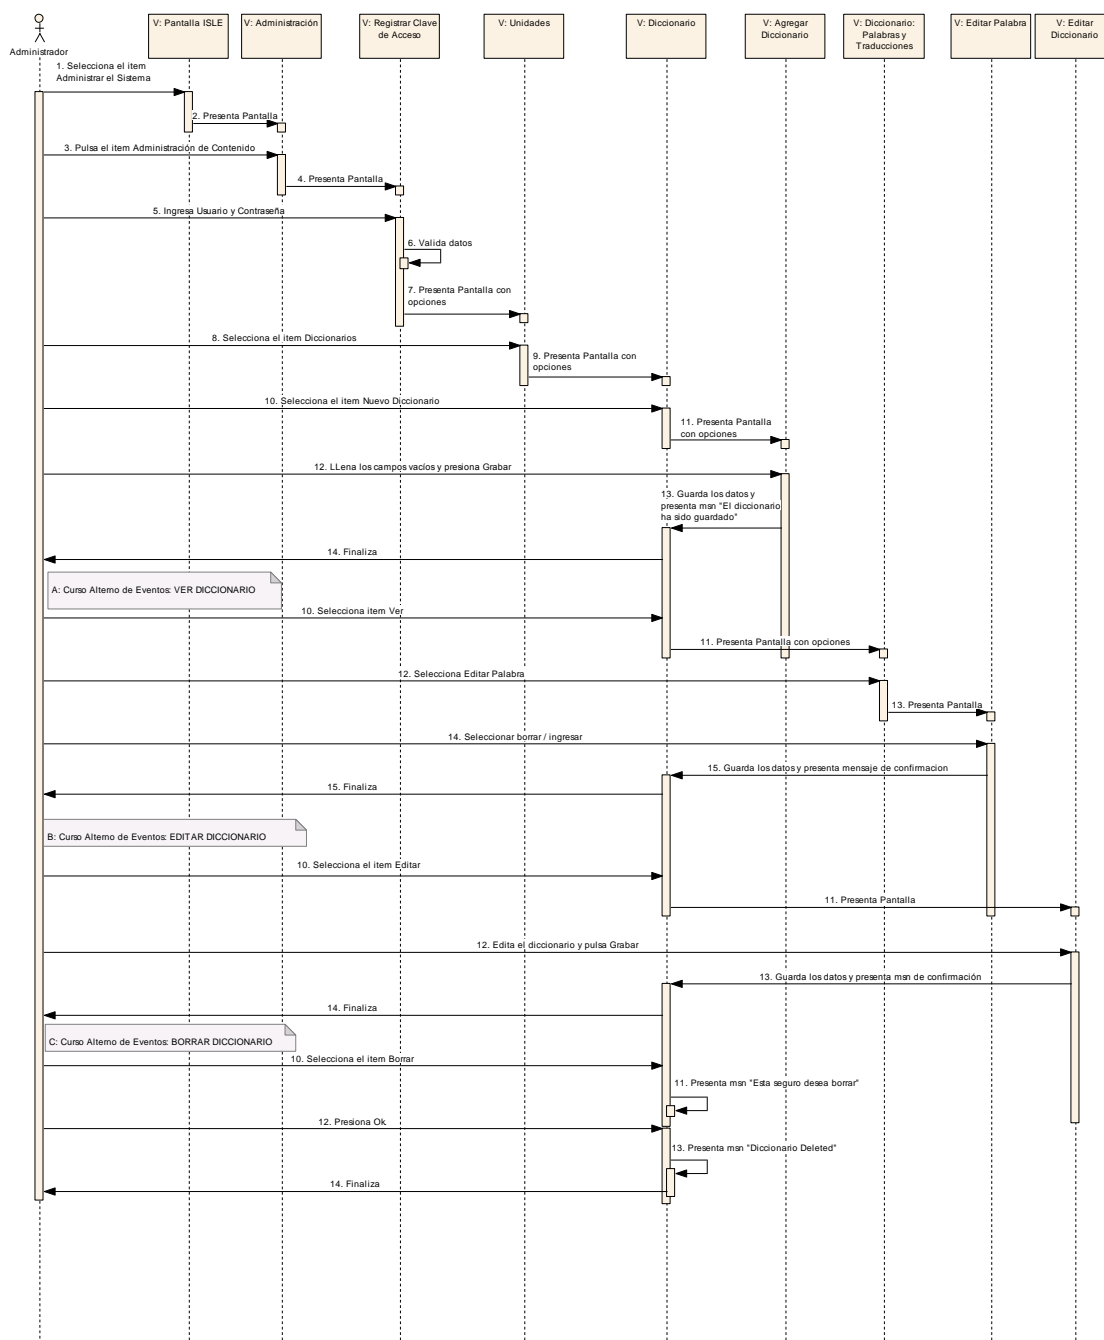 V: Pantalla ISLE
V: Administración
V: Registrar Clave
de Acceso
V: Unidades
V: Diccionario
V: Agregar
Diccionario
V: Diccionario:
Palabras y
Traducciones
V: Editar Palabra
V: Editar
Diccionario
Administrador
1. Selecciona el item
Administrar el Sistema
2. Presenta Pantalla
3. Pulsa el item Administración de Contenido
4. Presenta Pantalla
5. Ingresa Usuario y Contraseña
6. Valida datos
7. Presenta Pantalla con
opciones
8. Selecciona el item Diccionarios
9. Presenta Pantalla con
opciones
10. Selecciona el item Nuevo Diccionario
11. Presenta Pantalla
con opciones
12. LLena los campos vacíos y presiona Grabar
13. Guarda los datos y
presenta msn "El diccionario
ha sido guardado"
14. Finaliza
A: Curso Alterno de Eventos: VER DICCIONARIO
10. Selecciona item Ver
11. Presenta Pantalla con opciones
12. Selecciona Editar Palabra
13. Presenta Pantalla
14. Seleccionar borrar / ingresar
15. Guarda los datos y presenta mensaje de confirmacion
15. Finaliza
B: Curso Alterno de Eventos: EDITAR DICCIONARIO
10. Selecciona el item Editar
11. Presenta Pantalla
12. Edita el diccionario y pulsa Grabar
13. Guarda los datos y presenta msn de confirmación
14. Finaliza
C: Curso Alterno de Eventos: BORRAR DICCIONARIO
10. Selecciona el item Borrar
11. Presenta msn "Esta seguro desea borrar"
12. Presiona Ok.
13. Presenta msn "Diccionario Deleted"
14. Finaliza